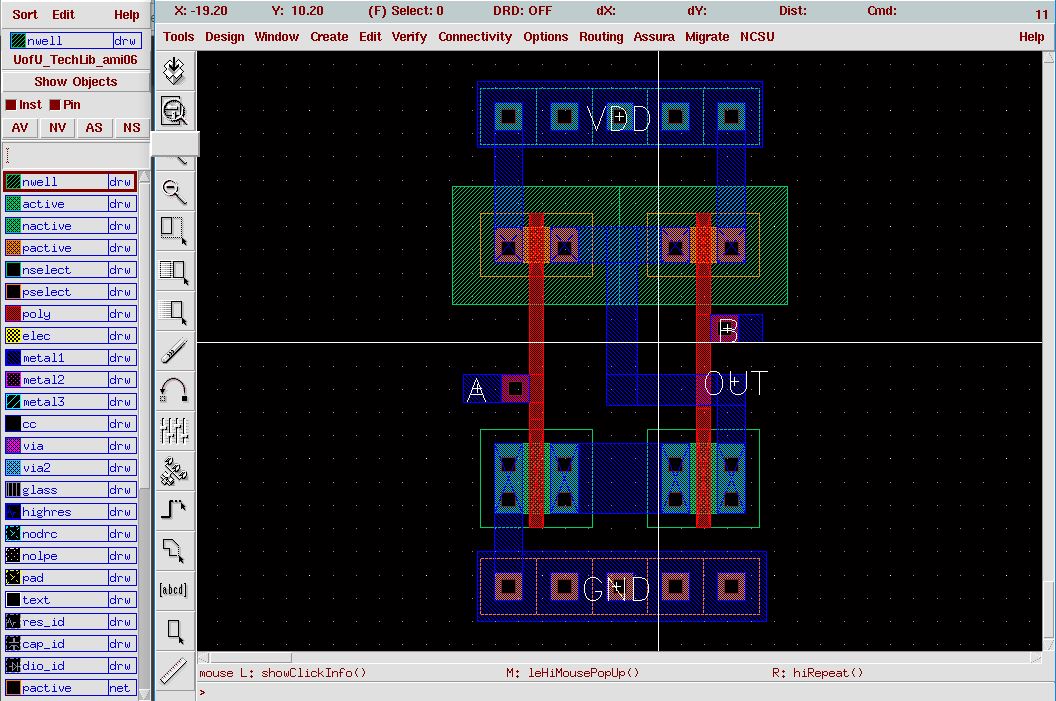 X: -19.20 Y: 10.20 (F) Select: 0 DRD: OFF dX: dY: Dist: Cmd: 11
Sort Edit Help
Tools Design Window Create Edit Verify Connectivity Options Routing Assura Migrate NCSU Help
nwell drw
UofU_TechLib_ami06
Show Objects
Inst Pin
AV NV AS NS
nwell drw
active drw
nactive drw
pactive drw
nselect drw
pselect drw
poly drw
elec drw
metal1 drw
metal2 drw
metal3 drw
cc drw
via drw
via2 drw
glass drw
highres drw
nodrc drw
nolpe drw
pad drw
text drw
res_id drw
cap_id drw
dio_id drw
pactive net
[abcd]
VDD
B
A
OUT
GND
mouse L: showClickInfo() M: leHiMousePopUp() R: hiRepeat()
>